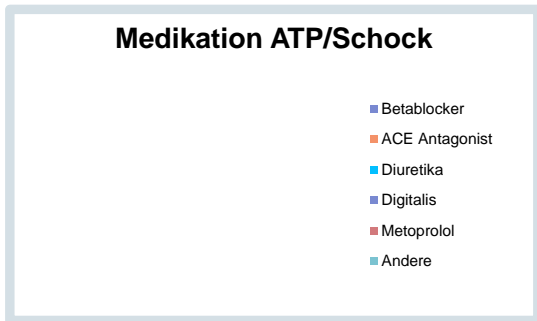 Medikation ATP/Schock
Betablocker
ACE Antagonist
Diuretika
Digitalis
Metoprolol
Andere